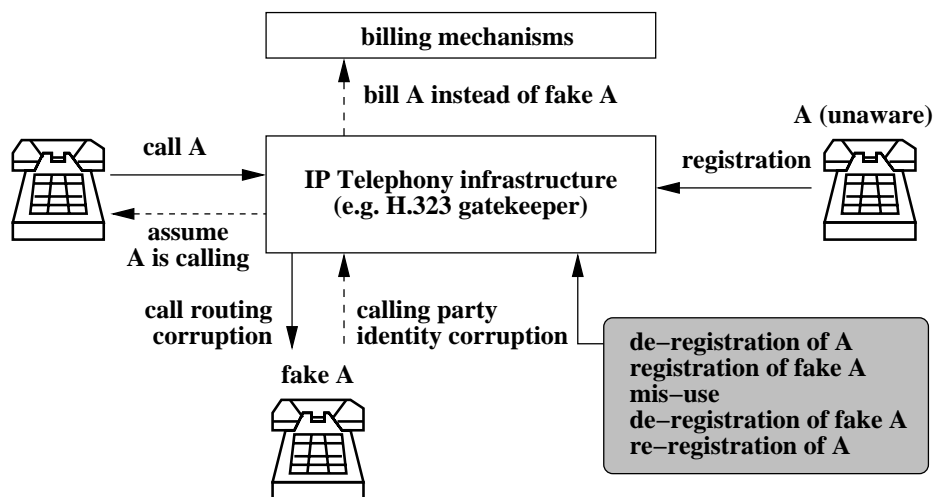 billing mechanisms
bill A instead of fake A
A (unaware)
call A
IP Telephony infrastructure
(e.g. H.323 gatekeeper)
registration
assume
A is calling
call routing
corruption
calling party
identity corruption
fake A
de−registration of A
registration of fake A
mis−use
de−registration of fake A
re−registration of A